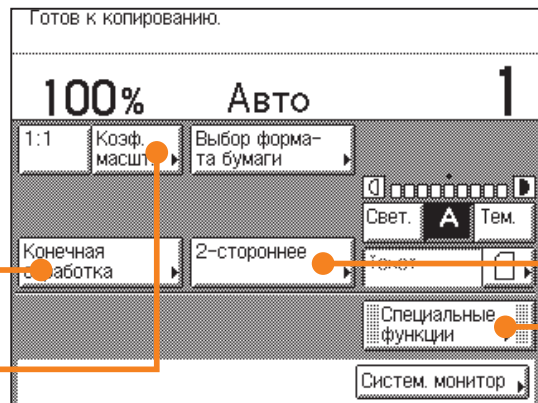 Готов к копированию.
100% Авто 1
1:1
Коэф.
масшт.
Выбор форма-
та бумаги
Свет. A Тем.
Конечная
обработка
2-стороннее
Текст
Специальные
функции
Систем. монитор